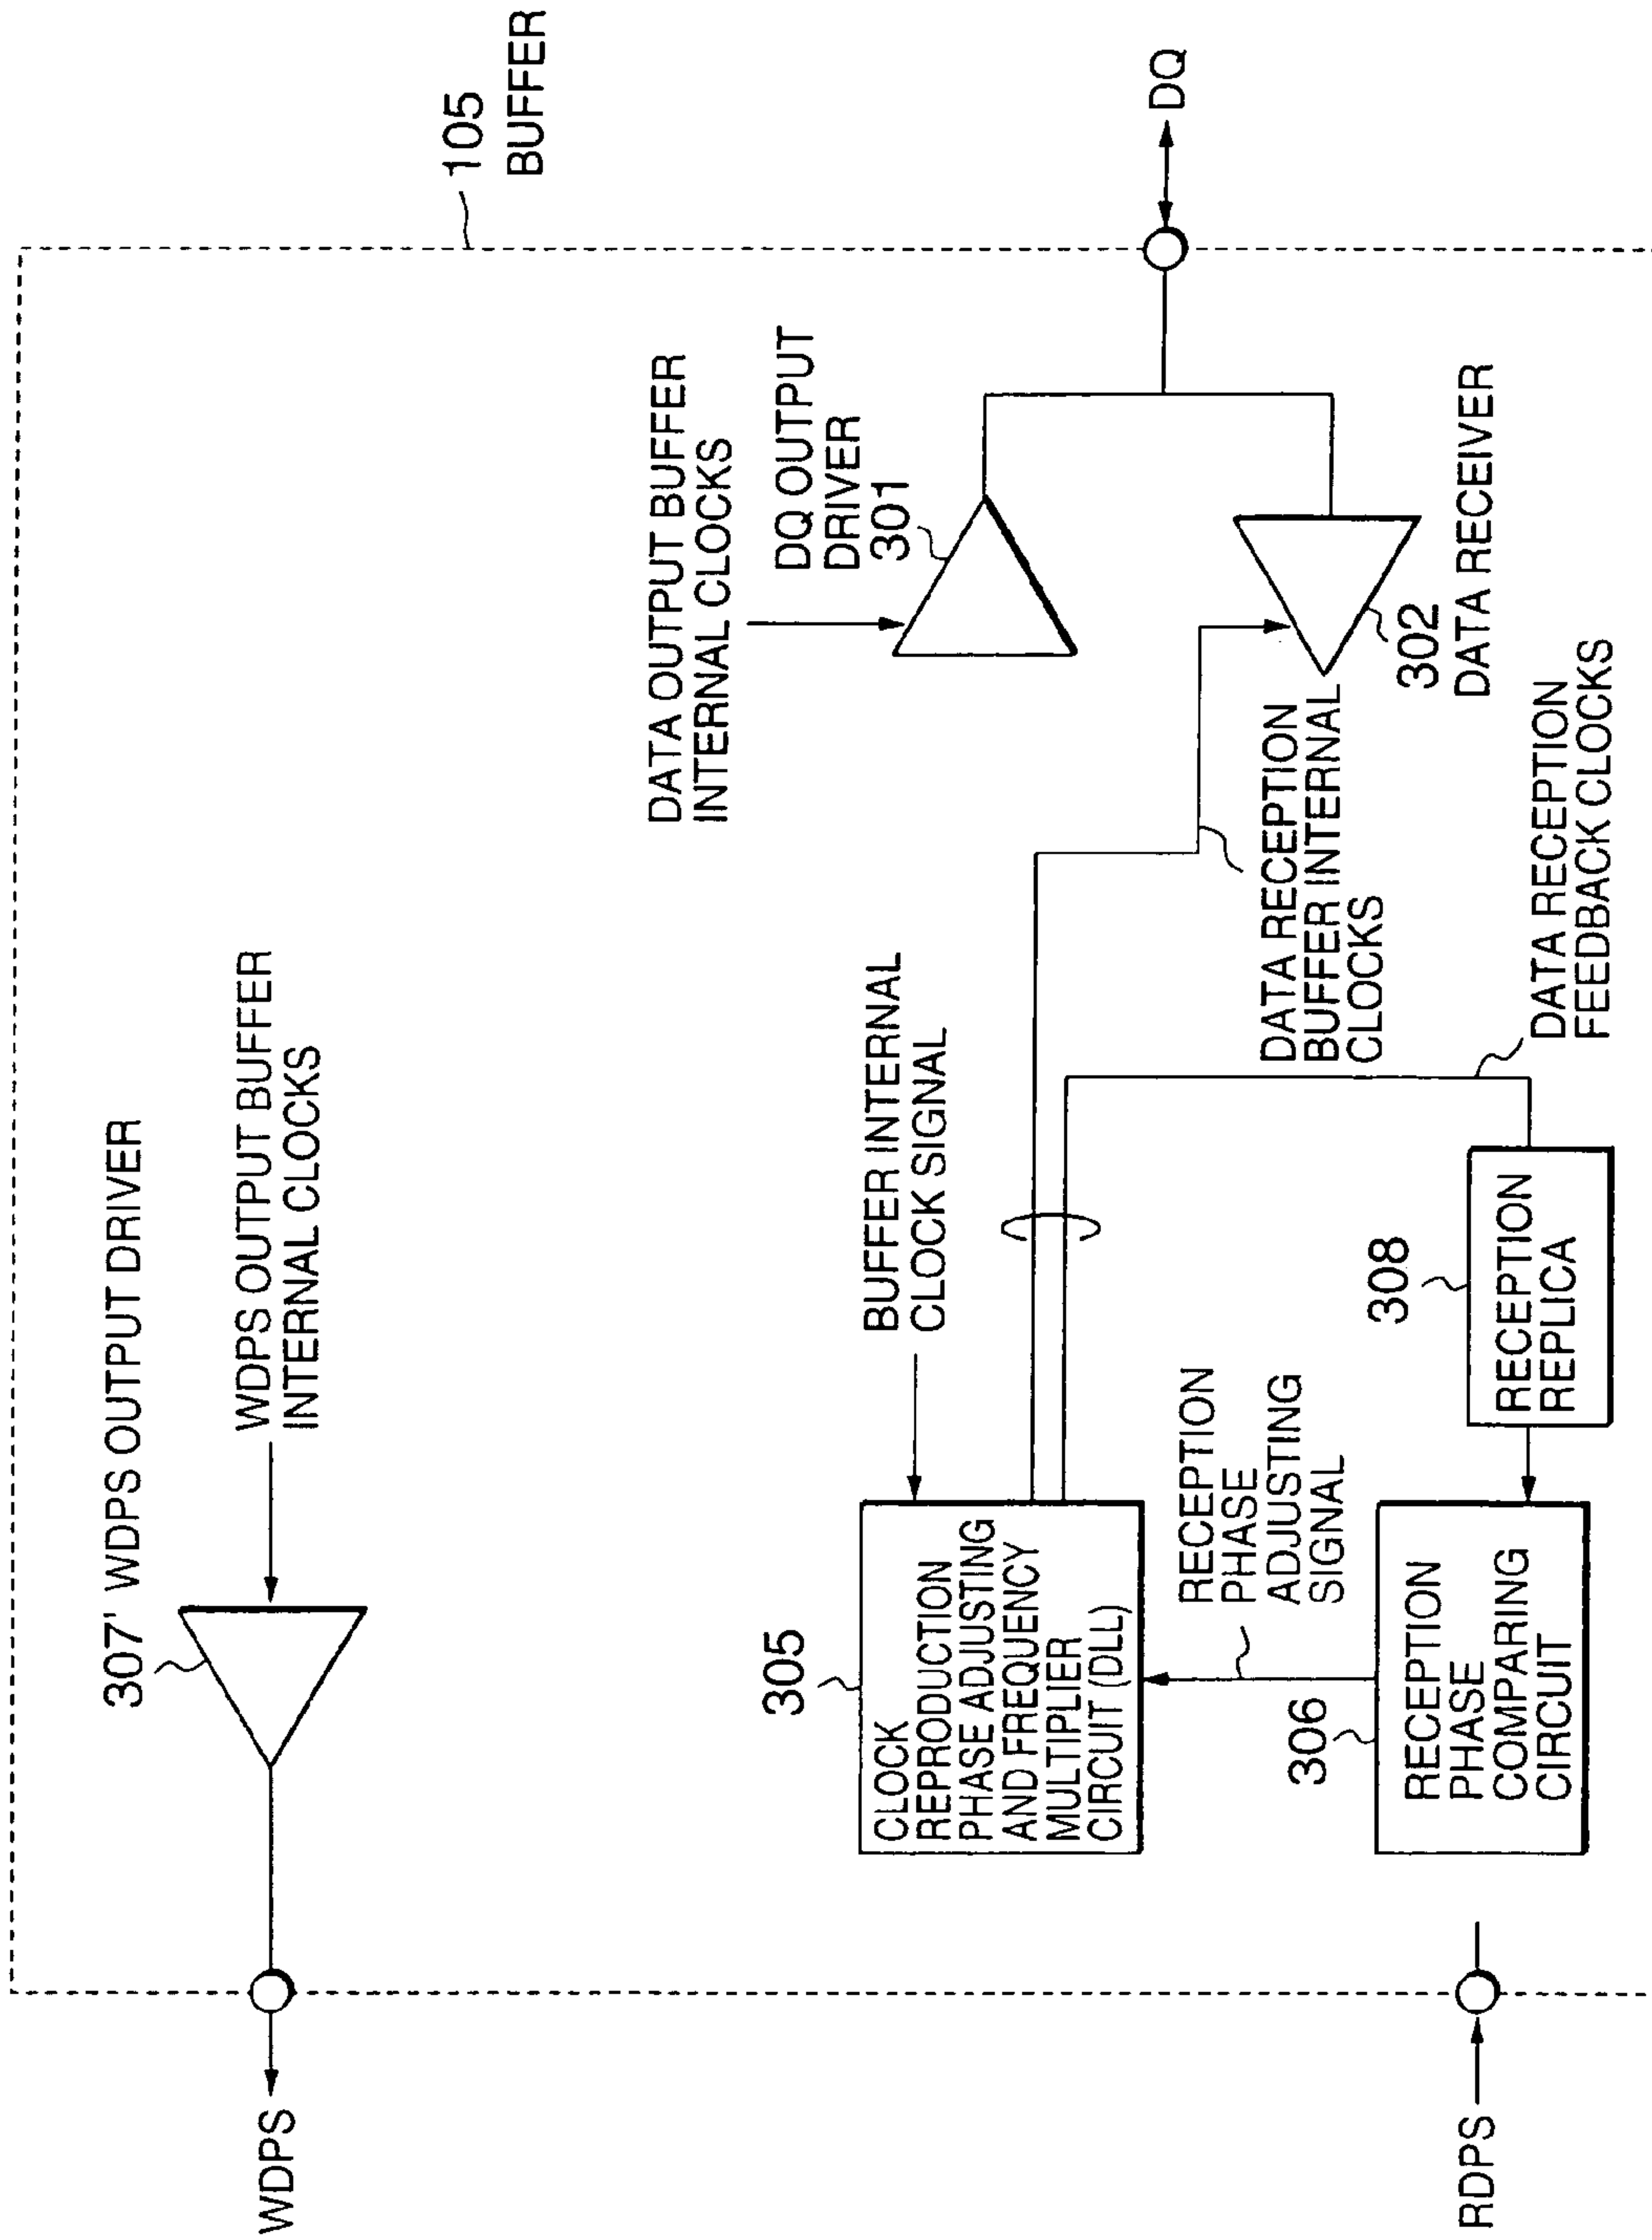 105
BUFFER
WDPS
307' WDPS OUTPUT DRIVER
WDPS OUTPUT BUFFER
INTERNAL CLOCKS
DATA OUTPUT BUFFER
INTERNAL CLOCKS
DQ OUTPUT
DRIVER
301
DQ
305
CLOCK
REPRODUCTION
PHASE ADJUSTING
AND FREQUENCY
MULTIPLIER
CIRCUIT (DLL)
BUFFER INTERNAL
CLOCK SIGNAL
DATA RECEPTION
BUFFER INTERNAL
CLOCKS
302
DATA RECEIVER
RECEPTION
PHASE
ADJUSTING
SIGNAL
306
RECEPTION
PHASE
COMPARING
CIRCUIT
308
RECEPTION
REPLICA
DATA RECEPTION
FEEDBACK CLOCKS
RDPS